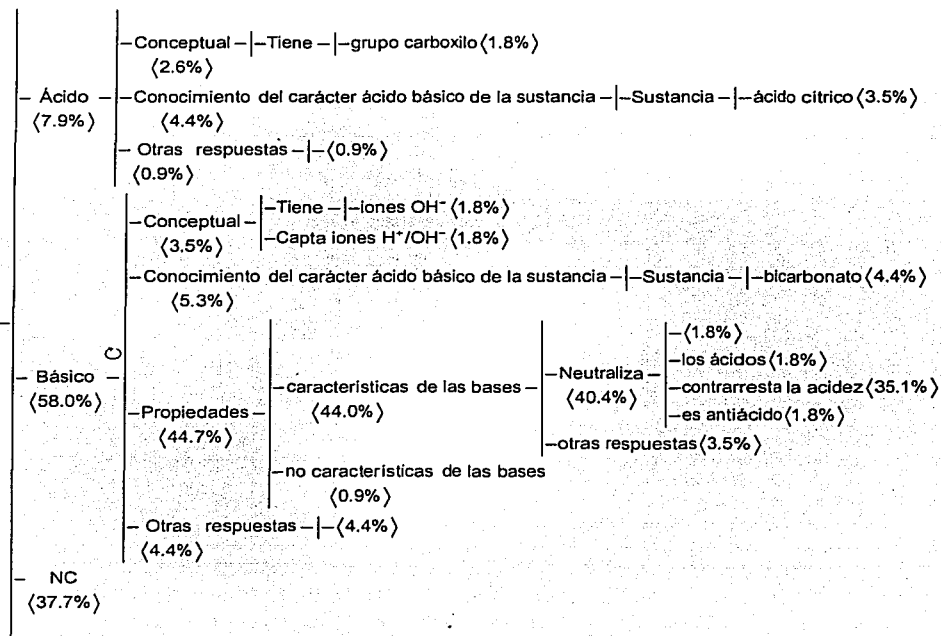 Conceptual – Tiene – grupo carboxilo ⟨1.8%⟩
⟨2.6%⟩
Ácido – Conocimiento del carácter ácido básico de la sustancia – Sustancia – ácido cítrico ⟨3.5%⟩
⟨7.9%⟩ ⟨4.4%⟩
Otras respuestas – ⟨0.9%⟩
⟨0.9%⟩
Tiene – iones OH⁻ ⟨1.8%⟩
Conceptual
⟨3.5%⟩ Capta iones H⁺/OH⁻ ⟨1.8%⟩
Conocimiento del carácter ácido básico de la sustancia – Sustancia – bicarbonato ⟨4.4%⟩
⟨5.3%⟩
– ⟨1.8%⟩
los ácidos ⟨1.8%⟩
Básico – características de las bases – Neutraliza – contrarresta la acidez ⟨35.1%⟩
⟨58.0%⟩ Propiedades ⟨44.0%⟩ ⟨40.4%⟩ es antiácido ⟨1.8%⟩
⟨44.7%⟩ otras respuestas ⟨3.5%⟩
no características de las bases
⟨0.9%⟩
Otras respuestas – ⟨4.4%⟩
⟨4.4%⟩
NC
⟨37.7%⟩